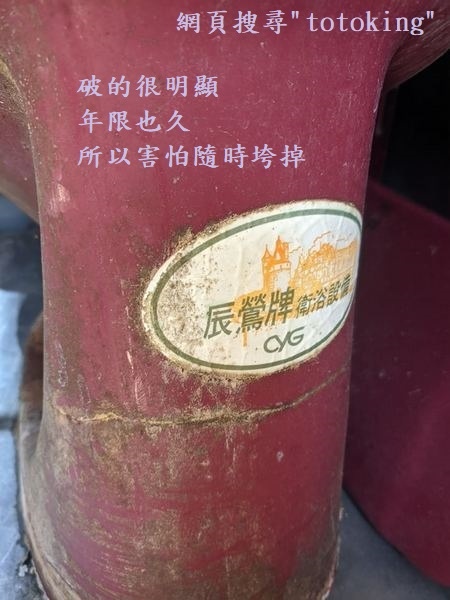 網頁搜尋"totoking"
破的很明顯
年限也久
所以害怕隨時垮掉
辰鶯牌衛浴設備
CYG